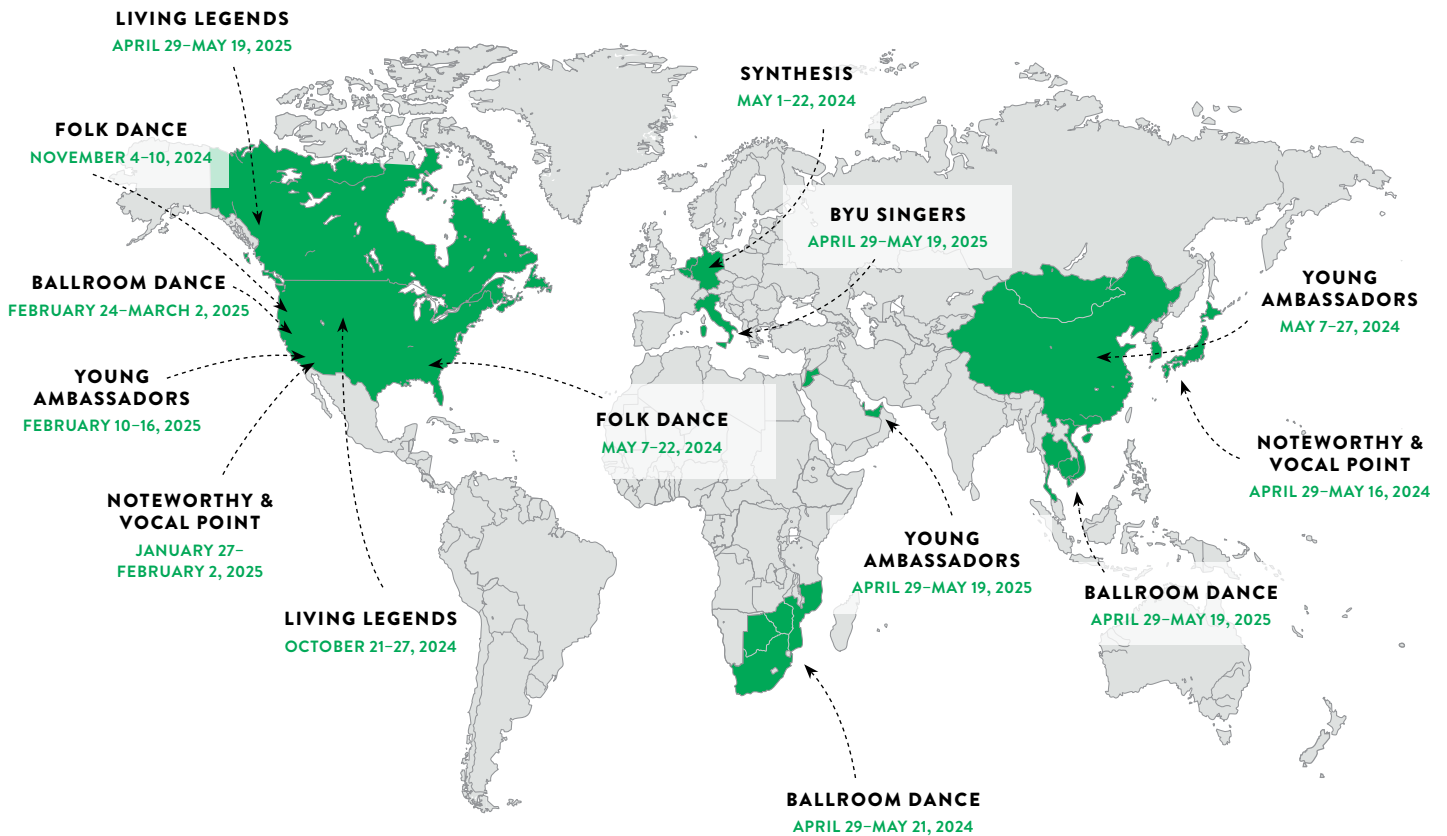 LIVING LEGENDS
APRIL 29–MAY 19, 2025
SYNTHESIS
MAY 1–22, 2024
FOLK DANCE
NOVEMBER 4–10, 2024
BYU SINGERS
APRIL 29–MAY 19, 2025
BALLROOM DANCE
FEBRUARY 24–MARCH 2, 2025
YOUNG
AMBASSADORS
MAY 7–27, 2024
YOUNG
AMBASSADORS
FEBRUARY 10–16, 2025
FOLK DANCE
MAY 7–22, 2024
NOTEWORTHY &
VOCAL POINT
APRIL 29–MAY 16, 2024
NOTEWORTHY &
VOCAL POINT
JANUARY 27–
FEBRUARY 2, 2025
YOUNG
AMBASSADORS
APRIL 29–MAY 19, 2025
BALLROOM DANCE
APRIL 29–MAY 19, 2025
LIVING LEGENDS
OCTOBER 21–27, 2024
BALLROOM DANCE
APRIL 29–MAY 21, 2024